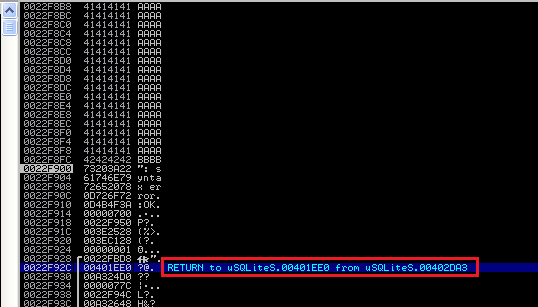 0022F8B8 41414141 AAAA
0022F8BC 41414141 AAAA
0022F8C0 41414141 AAAA
0022F8C4 41414141 AAAA
0022F8C8 41414141 AAAA
0022F8CC 41414141 AAAA
0022F8D0 41414141 AAAA
0022F8D4 41414141 AAAA
0022F8D8 41414141 AAAA
0022F8DC 41414141 AAAA
0022F8E0 41414141 AAAA
0022F8E4 41414141 AAAA
0022F8E8 41414141 AAAA
0022F8EC 41414141 AAAA
0022F8F0 41414141 AAAA
0022F8F4 41414141 AAAA
0022F8F8 41414141 AAAA
0022F8FC 42424242 BBBB
0022F900 73203A22 ": s
0022F904 61746E79 ynta
0022F908 72652078 x er
0022F90C 0D726F72 ror.
0022F910 0D4B4F3A :OK.
0022F914 00000700
0022F918 0022F950 P?.
0022F91C 003E2528 (%>.
0022F920 003EC128 (?.
0022F924 00000001
0022F928 0022FBD8
0022F92C 00401EE0 RETURN to uSQLiteS.00401EE0 from uSQLiteS.00402DA3
0022F930 00A324D0 ??
0022F934 0000077C
0022F938 0022F94C L?.
0022F93C 00A32648 H&?